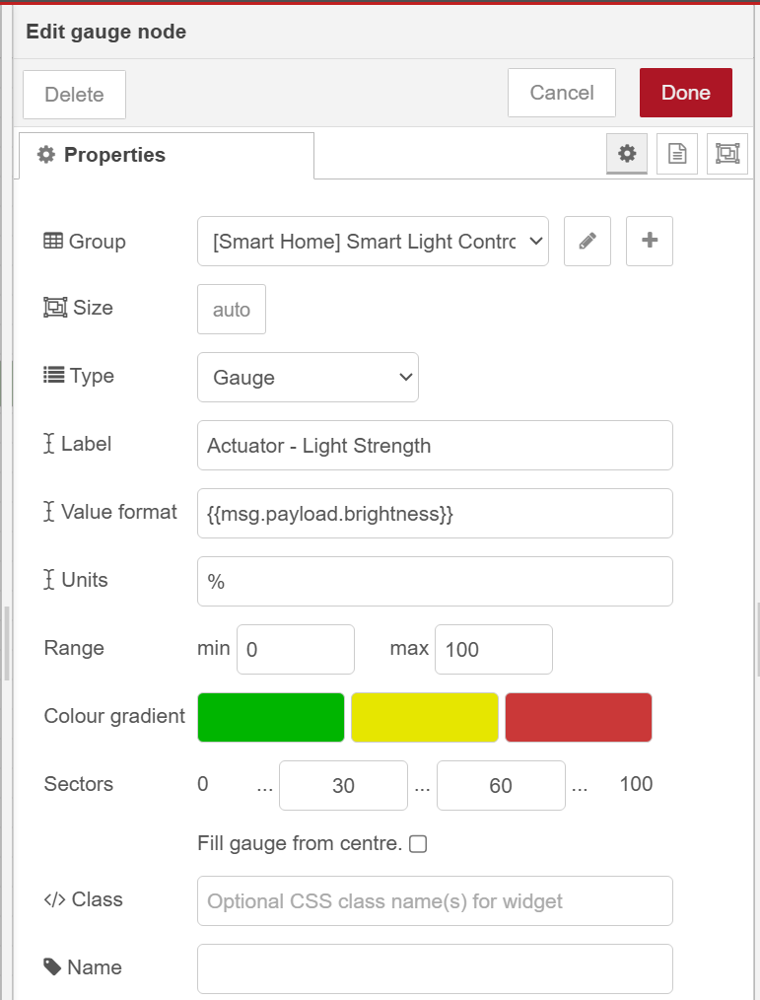 Edit gauge node
Delete Cancel Done
Properties
Group [Smart Home] Smart Light Contro
Size auto
Type Gauge
Label Actuator - Light Strength
Value format {{msg.payload.brightness}}
Units %
Range min 0 max 100
Colour gradient
Sectors 0 ... 30 ... 60 ... 100
Fill gauge from centre.
</> Class Optional CSS class name(s) for widget
Name